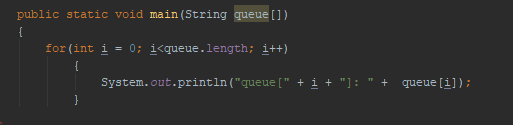 public static void main(String queue[])
{
for(int i = 0; i<queue.length; i++)
{
System.out.println("queue[" + i + "]: " + queue[i]);
}